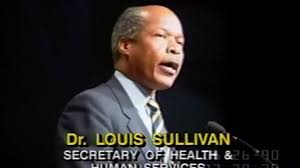 Dr. LOUIS SULLIVAN
SECRETARY OF HEALTH &
HUMAN SERVICES